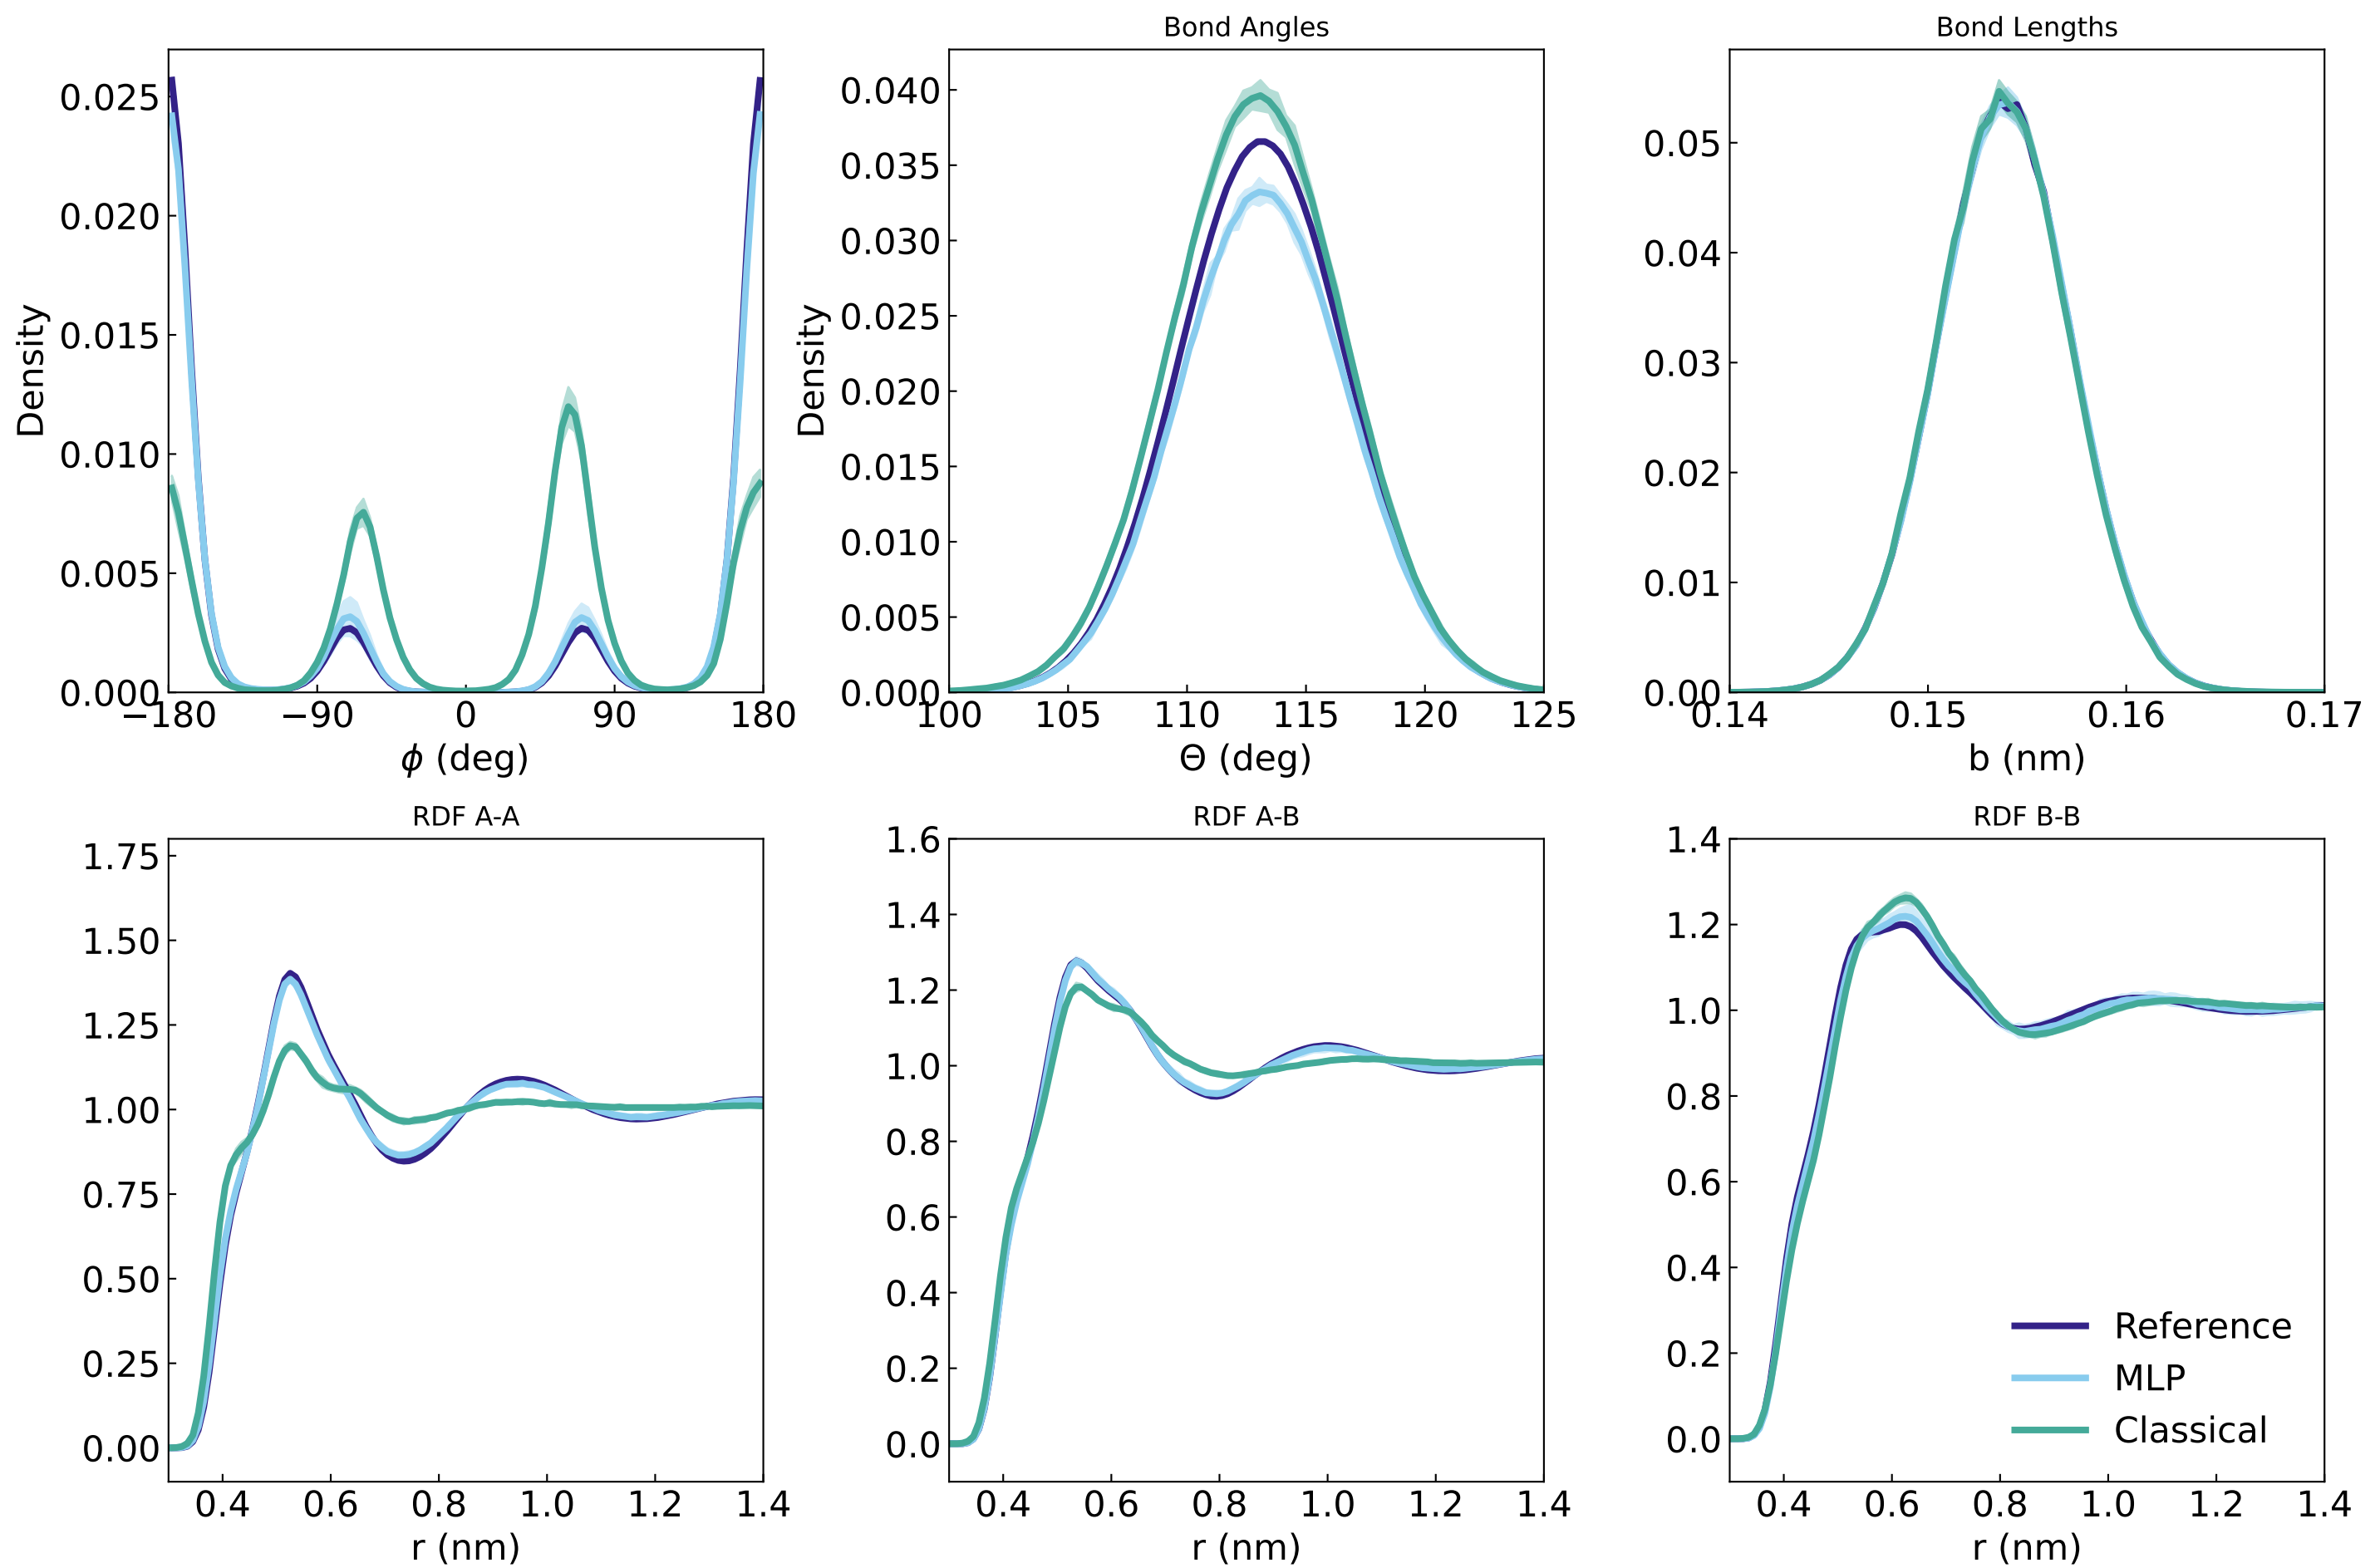 Bond Angles
Bond Lengths
Density
0.025
0.020
0.015
0.010
0.005
0.000
−180 −90 0 90 180
ϕ (deg)
Density
0.040
0.035
0.030
0.025
0.020
0.015
0.010
0.005
0.000
100 105 110 115 120 125
Θ (deg)
0.05
0.04
0.03
0.02
0.01
0.00
0.14 0.15 0.16 0.17
b (nm)
RDF A-A
1.75
1.50
1.25
1.00
0.75
0.50
0.25
0.00
0.4 0.6 0.8 1.0 1.2 1.4
r (nm)
RDF A-B
1.6
1.4
1.2
1.0
0.8
0.6
0.4
0.2
0.0
0.4 0.6 0.8 1.0 1.2 1.4
r (nm)
RDF B-B
1.4
1.2
1.0
0.8
0.6
0.4
0.2
0.0
Reference
MLP
Classical
0.4 0.6 0.8 1.0 1.2 1.4
r (nm)